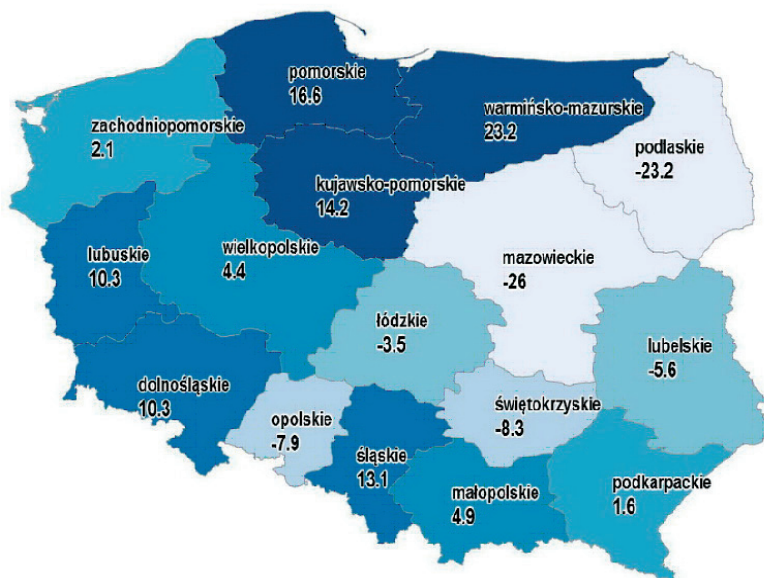 pomorskie
16.6
warmińsko-mazurskie
23.2
zachodniopomorskie
2.1
podlaskie
-23.2
kujawsko-pomorskie
14.2
lubuskie
10.3
wielkopolskie
4.4
mazowieckie
-26
łódzkie
-3.5
lubelskie
-5.6
dolnośląskie
10.3
opolskie
-7.9
świętokrzyskie
-8.3
śląskie
13.1
małopolskie
4.9
podkarpackie
1.6